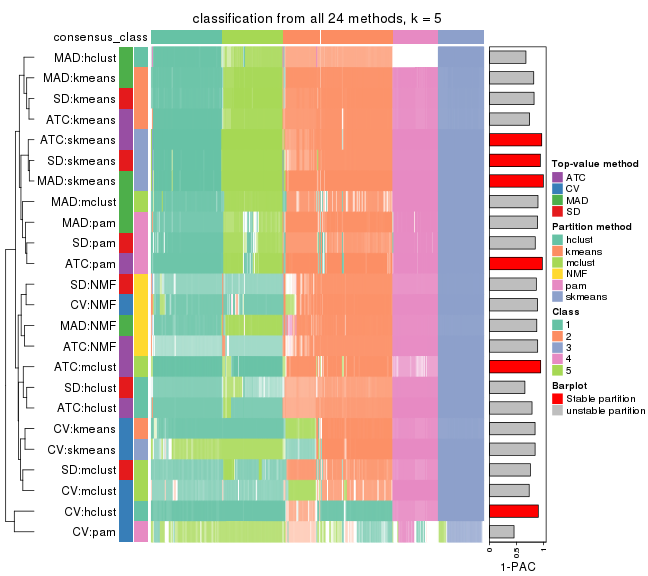 classification from all 24 methods, k = 5
consensus_class
MAD:hclust
MAD:kmeans
SD:kmeans
ATC:kmeans
ATC:skmeans
SD:skmeans
MAD:skmeans
MAD:mclust
MAD:pam
SD:pam
ATC:pam
SD:NMF
CV:NMF
MAD:NMF
ATC:NMF
ATC:mclust
SD:hclust
ATC:hclust
CV:kmeans
CV:skmeans
SD:mclust
CV:mclust
CV:hclust
CV:pam
0
0.5
1
1-PAC
Top-value method
ATC
CV
MAD
SD
Partition method
hclust
kmeans
mclust
NMF
pam
skmeans
Class
1
2
3
4
5
Barplot
Stable partition
unstable partition